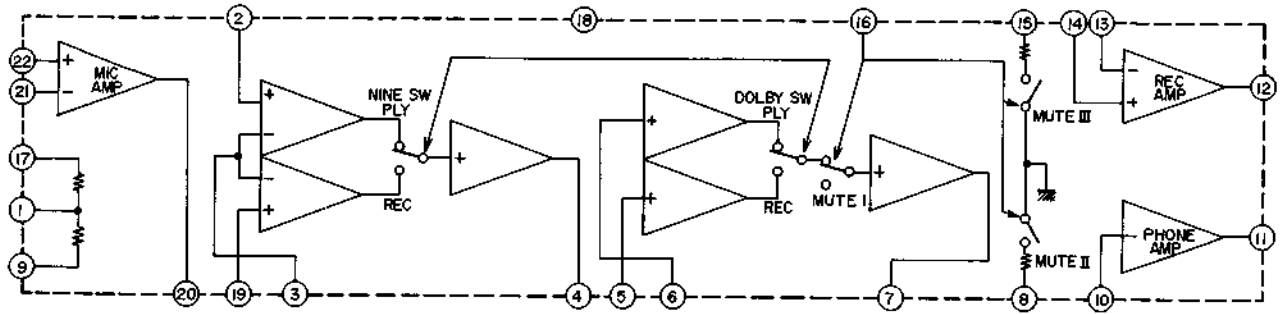 2
18
16
15
14
13
22
+
MIC
AMP
21
−
NINE SW
PLY
DOLBY SW
PLY
−
REC
AMP
+
12
MUTE III
+
−
−
+
+
+
+
+
17
1
9
REC
REC
MUTE I
PHONE
AMP
−
11
MUTE II
20
19
3
4
5
6
7
8
10